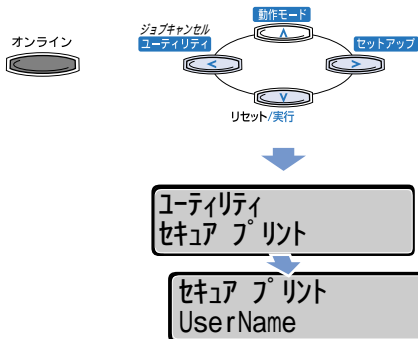 動作モード
ジョブキャンセル
オンライン
ユーティリティ
セットアップ
リセット/実行
ユーティリティ
セキュア プリント
セキュア プリント
UserName